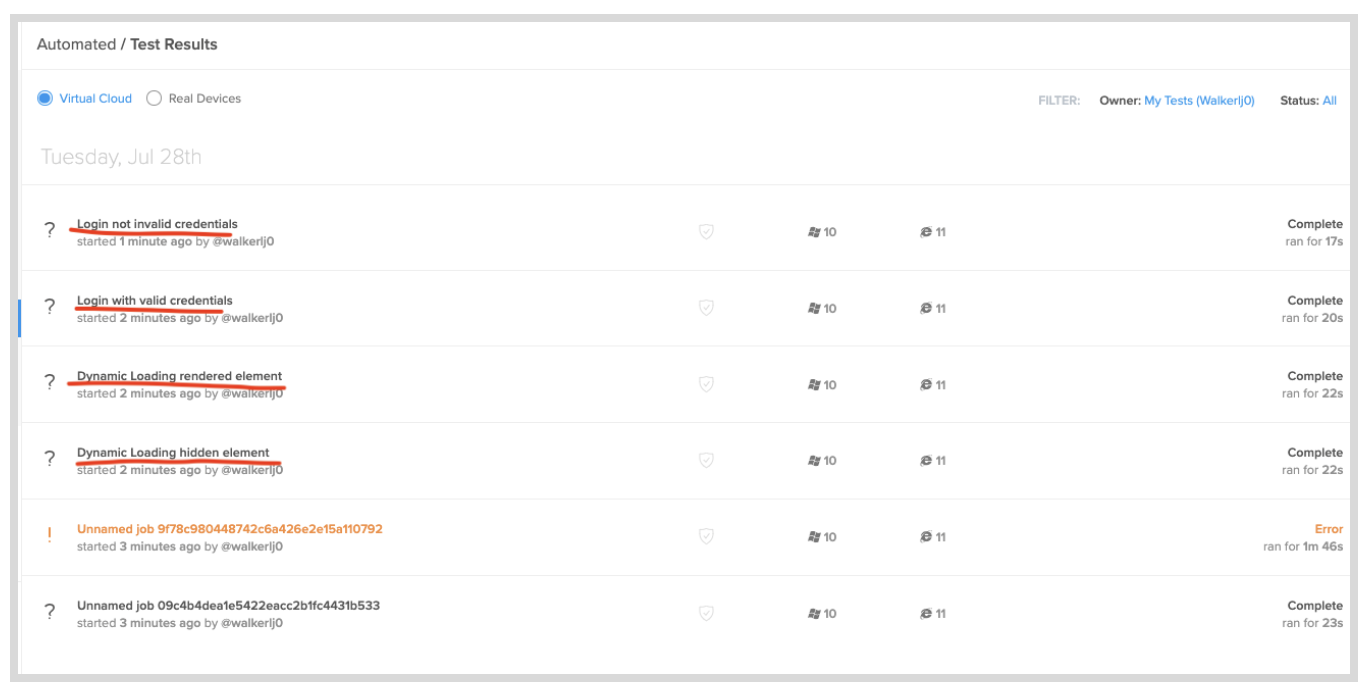 Automated / Test Results
Virtual Cloud Real Devices FILTER: Owner: My Tests (Walkerlj0) Status: All
Tuesday, Jul 28th
? Login not invalid credentials 10 11 Complete
started 1 minute ago by @walkerlj0 ran for 17s
? Login with valid credentials 10 11 Complete
started 2 minutes ago by @walkerlj0 ran for 20s
? Dynamic Loading rendered element 10 11 Complete
started 2 minutes ago by @walkerlj0 ran for 22s
? Dynamic Loading hidden element 10 11 Complete
started 2 minutes ago by @walkerlj0 ran for 22s
! Unnamed job 9f78c980448742c6a426e2e15a110792 10 11 Error
started 3 minutes ago by @walkerlj0 ran for 1m 46s
? Unnamed job 09c4b4dea1e5422eacc2b1fc4431b533 10 11 Complete
started 3 minutes ago by @walkerlj0 ran for 23s